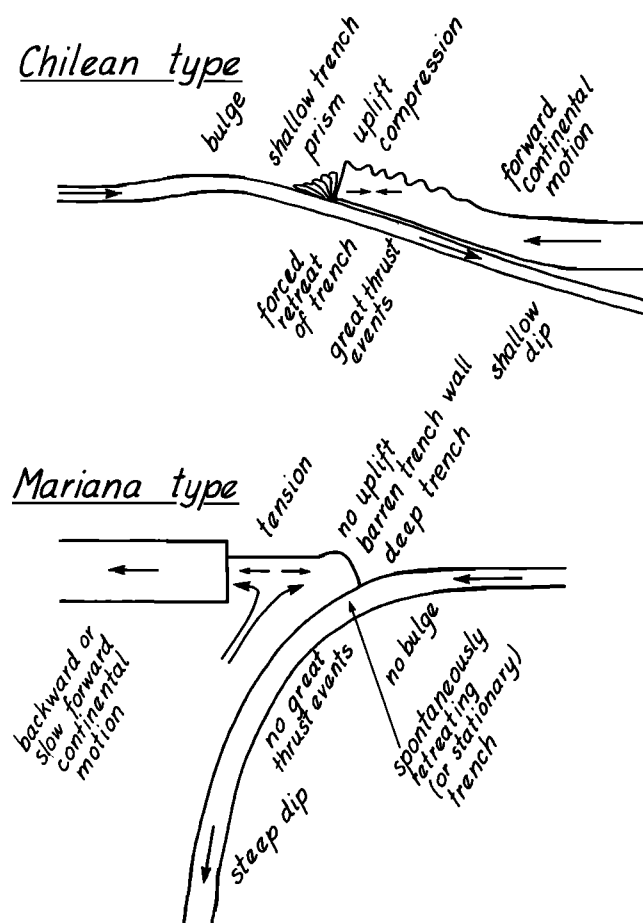 Chilean type
bulge
shallow trench
prism
uplift
compression
forward
continental
motion
forced
retreat
of trench
great thrust
events
shallow
dip
Mariana type
tension
no uplift
barren trench wall
deep trench
backward or
slow forward
continental
motion
no great
thrust events
no bulge
spontaneously
retreating
(or stationary)
trench
steep dip